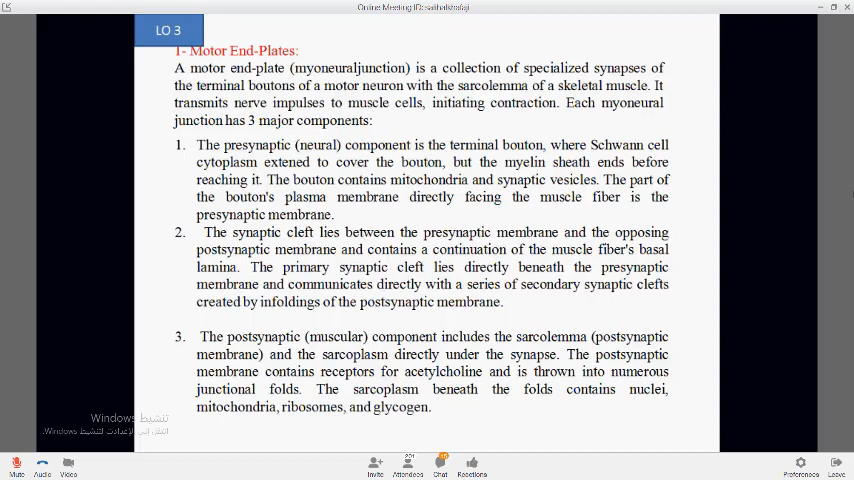 Online Meeting ID: salihalkhafaji
LO 3
1- Motor End-Plates:
A motor end-plate (myoneuraljunction) is a collection of specialized synapses of
the terminal boutons of a motor neuron with the sarcolemma of a skeletal muscle. It
transmits nerve impulses to muscle cells, initiating contraction. Each myoneural
junction has 3 major components:
1. The presynaptic (neural) component is the terminal bouton, where Schwann cell
cytoplasm extened to cover the bouton, but the myelin sheath ends before
reaching it. The bouton contains mitochondria and synaptic vesicles. The part of
the bouton's plasma membrane directly facing the muscle fiber is the
presynaptic membrane.
2. The synaptic cleft lies between the presynaptic membrane and the opposing
postsynaptic membrane and contains a continuation of the muscle fiber's basal
lamina. The primary synaptic cleft lies directly beneath the presynaptic
membrane and communicates directly with a series of secondary synaptic clefts
created by infoldings of the postsynaptic membrane.
3. The postsynaptic (muscular) component includes the sarcolemma (postsynaptic
membrane) and the sarcoplasm directly under the synapse. The postsynaptic
membrane contains receptors for acetylcholine and is thrown into numerous
junctional folds. The sarcoplasm beneath the folds contains nuclei,
mitochondria, ribosomes, and glycogen.
تنشيط Windows
انتقل إلى الإعدادات لتنشيط Windows.
201
Mute Audio Video Invite Attendees Chat Reactions Preferences Leave